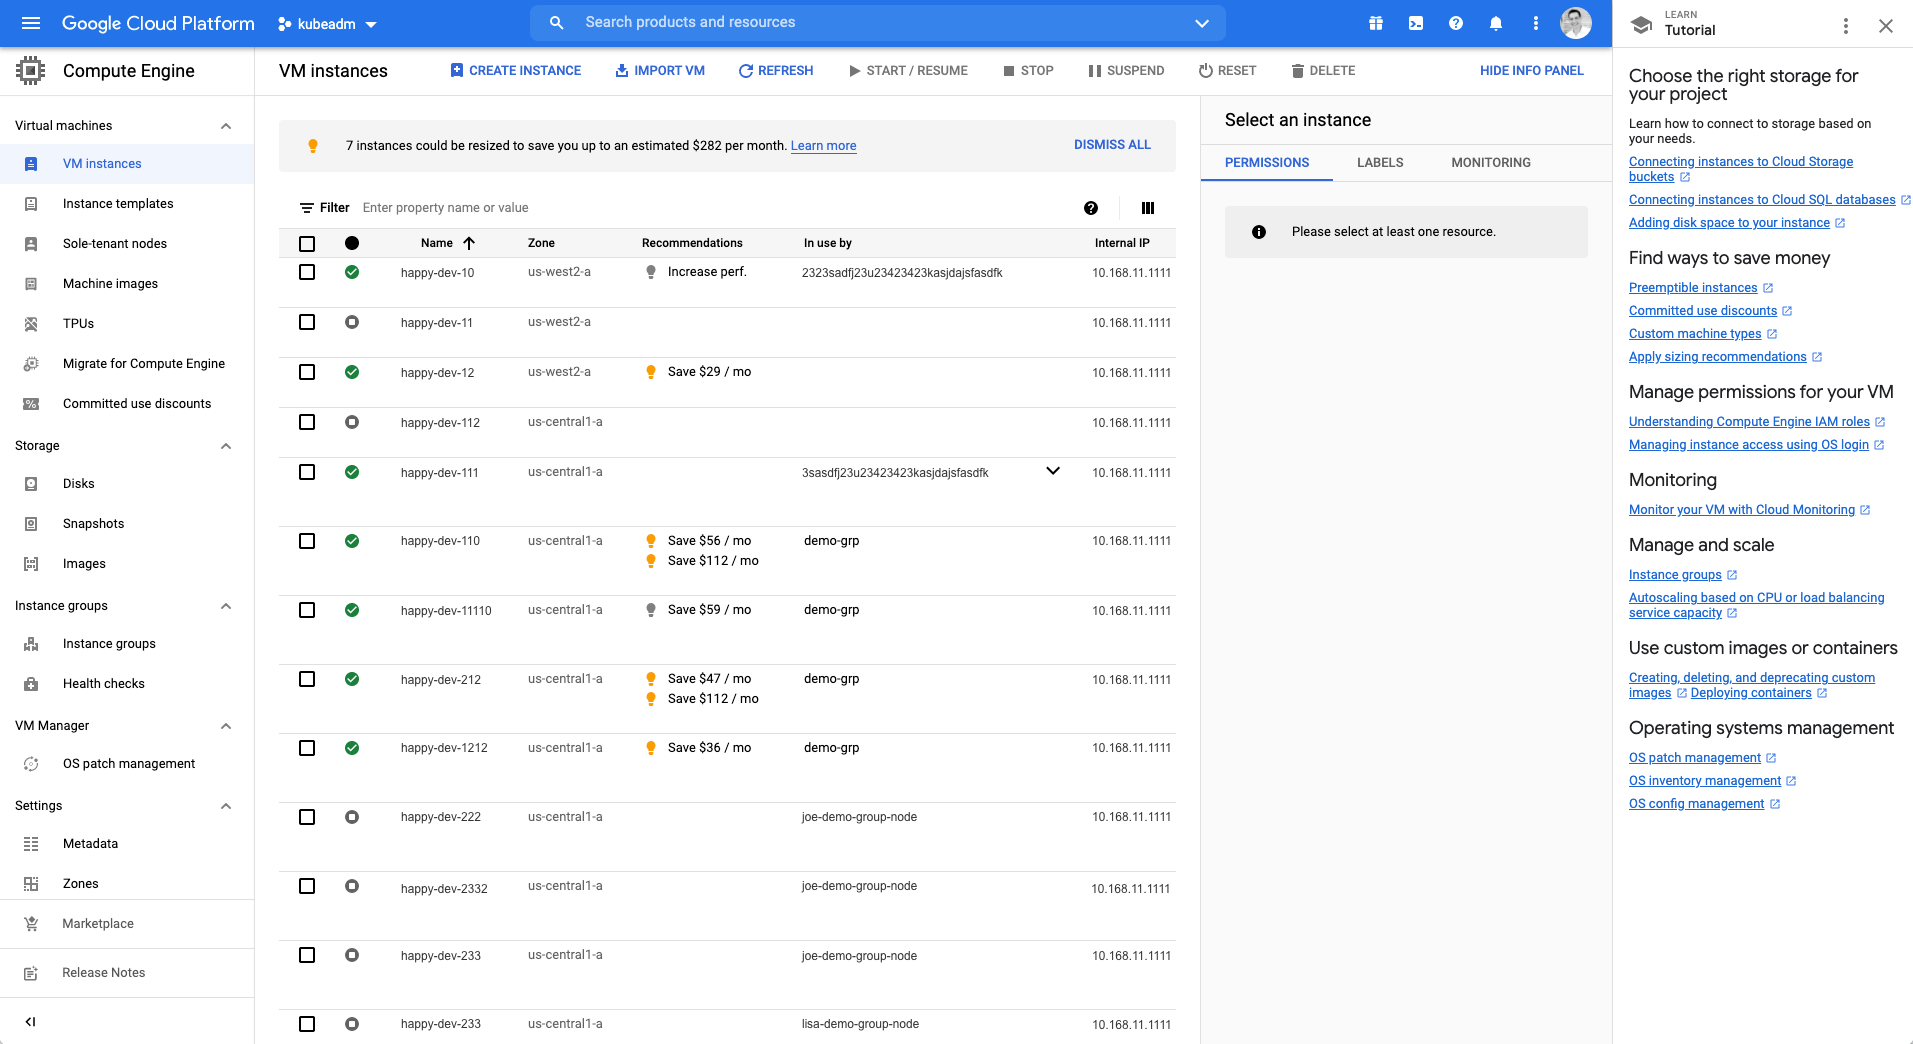 Google Cloud Platform
kubeadm
Search products and resources
LEARN
Tutorial
Compute Engine
VM instances
CREATE INSTANCE
IMPORT VM
REFRESH
START / RESUME
STOP
SUSPEND
RESET
DELETE
HIDE INFO PANEL
Virtual machines
VM instances
Instance templates
Sole-tenant nodes
Machine images
TPUs
Migrate for Compute Engine
Committed use discounts
Storage
Disks
Snapshots
Images
Instance groups
Instance groups
Health checks
VM Manager
OS patch management
Settings
Metadata
Zones
Marketplace
Release Notes
7 instances could be resized to save you up to an estimated $282 per month. Learn more
DISMISS ALL
Filter Enter property name or value
Name Zone Recommendations In use by Internal IP
happy-dev-10 us-west2-a Increase perf. 2323sadfj23u23423423kasjdajsfasdfk 10.168.11.1111
happy-dev-11 us-west2-a 10.168.11.1111
happy-dev-12 us-west2-a Save $29 / mo 10.168.11.1111
happy-dev-112 us-central1-a 10.168.11.1111
happy-dev-111 us-central1-a 3sasdfj23u23423423kasjdajsfasdfk 10.168.11.1111
happy-dev-110 us-central1-a Save $56 / mo demo-grp 10.168.11.1111
Save $112 / mo
happy-dev-11110 us-central1-a Save $59 / mo demo-grp 10.168.11.1111
happy-dev-212 us-central1-a Save $47 / mo demo-grp 10.168.11.1111
Save $112 / mo
happy-dev-1212 us-central1-a Save $36 / mo demo-grp 10.168.11.1111
happy-dev-222 us-central1-a joe-demo-group-node 10.168.11.1111
happy-dev-2332 us-central1-a joe-demo-group-node 10.168.11.1111
happy-dev-233 us-central1-a joe-demo-group-node 10.168.11.1111
happy-dev-233 us-central1-a lisa-demo-group-node 10.168.11.1111
Select an instance
PERMISSIONS
LABELS
MONITORING
Please select at least one resource.
Choose the right storage for
your project
Learn how to connect to storage based on
your needs.
Connecting instances to Cloud Storage
buckets
Connecting instances to Cloud SQL databases
Adding disk space to your instance
Find ways to save money
Preemptible instances
Committed use discounts
Custom machine types
Apply sizing recommendations
Manage permissions for your VM
Understanding Compute Engine IAM roles
Managing instance access using OS login
Monitoring
Monitor your VM with Cloud Monitoring
Manage and scale
Instance groups
Autoscaling based on CPU or load balancing
service capacity
Use custom images or containers
Creating, deleting, and deprecating custom
images Deploying containers
Operating systems management
OS patch management
OS inventory management
OS config management